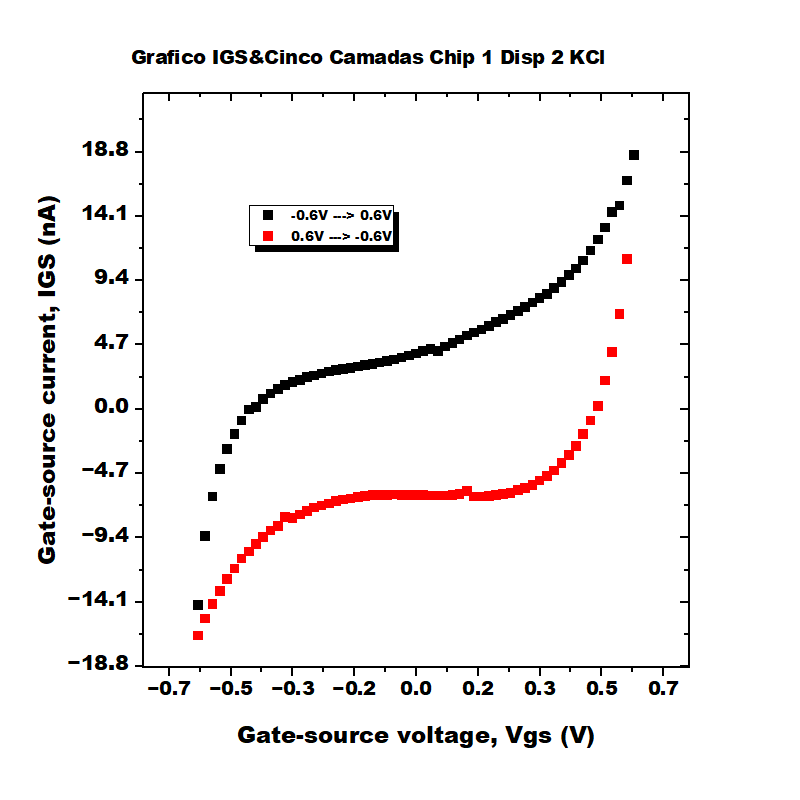 Grafico IGS&Cinco Camadas Chip 1 Disp 2 KCl
18.8
14.1
9.4
4.7
0.0
−4.7
−9.4
−14.1
−18.8
Gate-source current, IGS (nA)
-0.6V ---> 0.6V
0.6V ---> -0.6V
−0.7 −0.5 −0.3 −0.2 0.0 0.2 0.3 0.5 0.7
Gate-source voltage, Vgs (V)